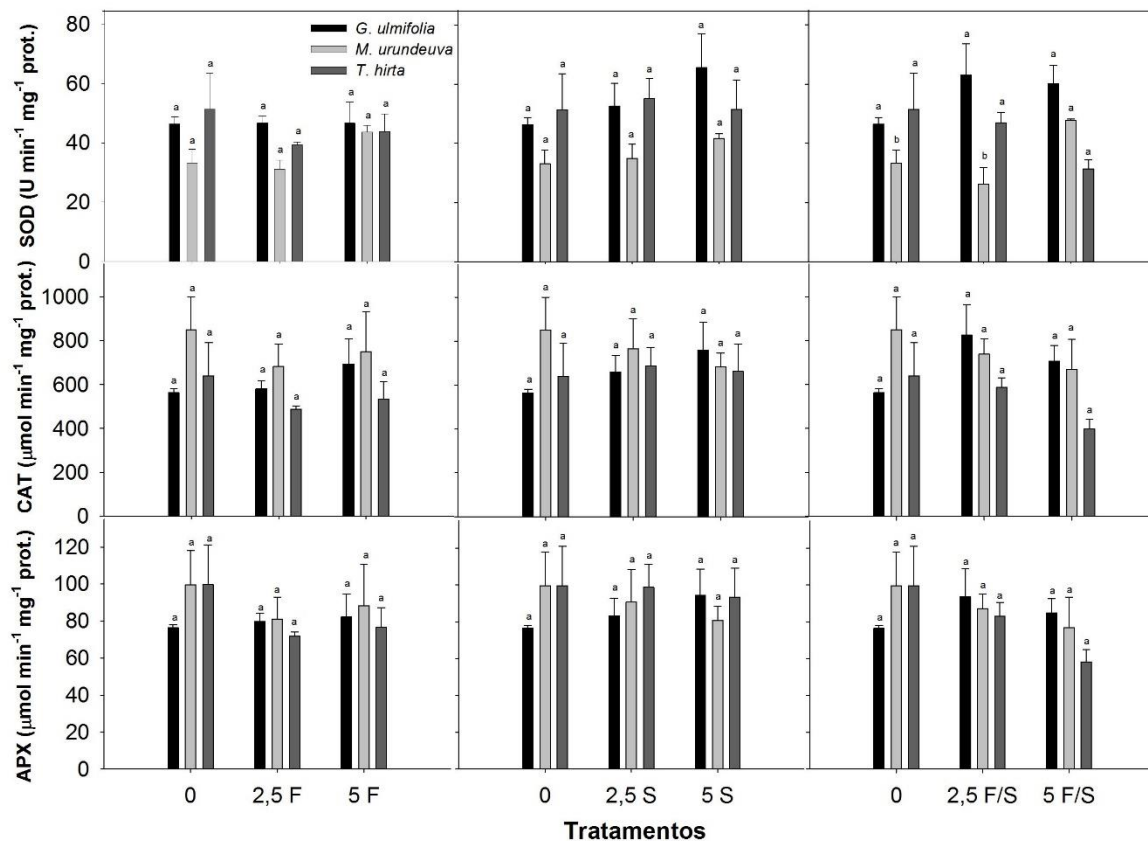 SOD (U min⁻¹ mg⁻¹ prot.)
80
60
40
20
0
G. ulmifolia
M. urundeuva
T. hirta
a a a a a a a a a
a a a a a a a a a
a b a a b a a a a
CAT (μmol min⁻¹ mg⁻¹ prot.)
1000
800
600
400
200
0
a a a a a a a a a
a a a a a a a a a
a a a a a a a a a
APX (μmol min⁻¹ mg⁻¹ prot.)
120
100
80
60
40
20
0
a a a a a a a a a
a a a a a a a a a
a a a a a a a a a
0 2,5 F 5 F 0 2,5 S 5 S 0 2,5 F/S 5 F/S
Tratamentos